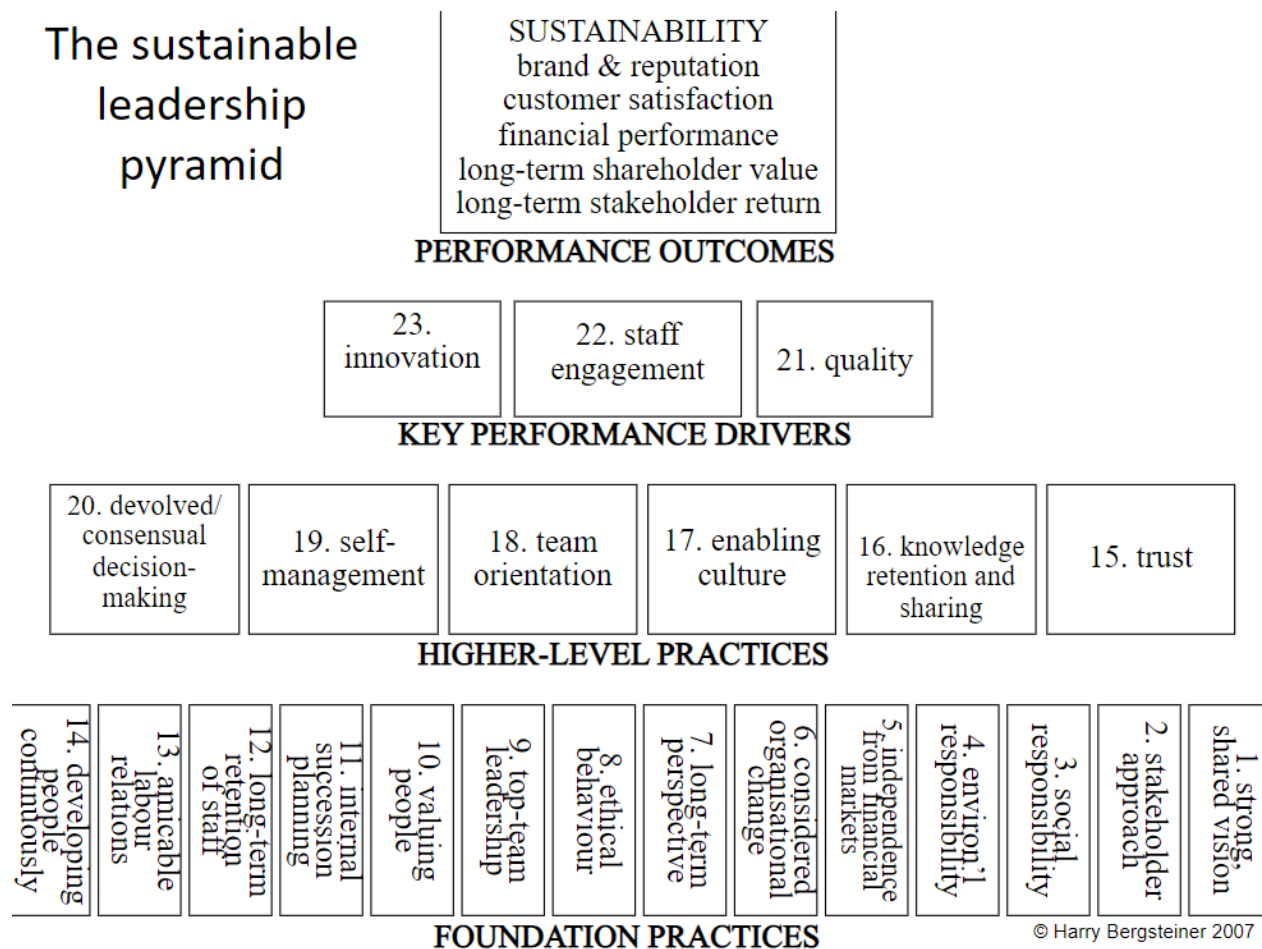 The sustainable
leadership
pyramid
SUSTAINABILITY
brand & reputation
customer satisfaction
financial performance
long-term shareholder value
long-term stakeholder return
PERFORMANCE OUTCOMES
23.
innovation
22. staff
engagement
21. quality
KEY PERFORMANCE DRIVERS
20. devolved/
consensual
decision-
making
19. self-
management
18. team
orientation
17. enabling
culture
16. knowledge
retention and
sharing
15. trust
HIGHER-LEVEL PRACTICES
14. developing
people
continuously
13. amicable
labour
relations
12. long-term
retention
of staff
11. internal
succession
planning
10. valuing
people
9. top-team
leadership
8. ethical
behaviour
7. long-term
perspective
6. considered
organisational
change
5. independence
from financial
markets
4. environ'l
responsibility
3. social
responsibility
2. stakeholder
approach
1. strong,
shared vision
FOUNDATION PRACTICES
© Harry Bergsteiner 2007